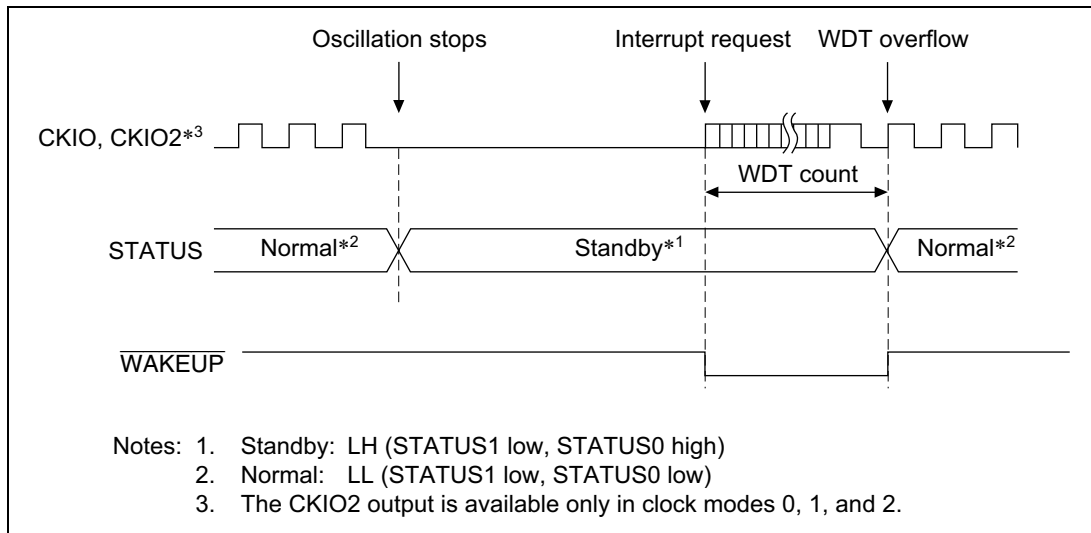 Oscillation stops Interrupt request WDT overflow
CKIO, CKIO2*3
WDT count
STATUS Normal*2 Standby*1 Normal*2
WAKEUP
Notes: 1. Standby: LH (STATUS1 low, STATUS0 high)
2. Normal: LL (STATUS1 low, STATUS0 low)
3. The CKIO2 output is available only in clock modes 0, 1, and 2.